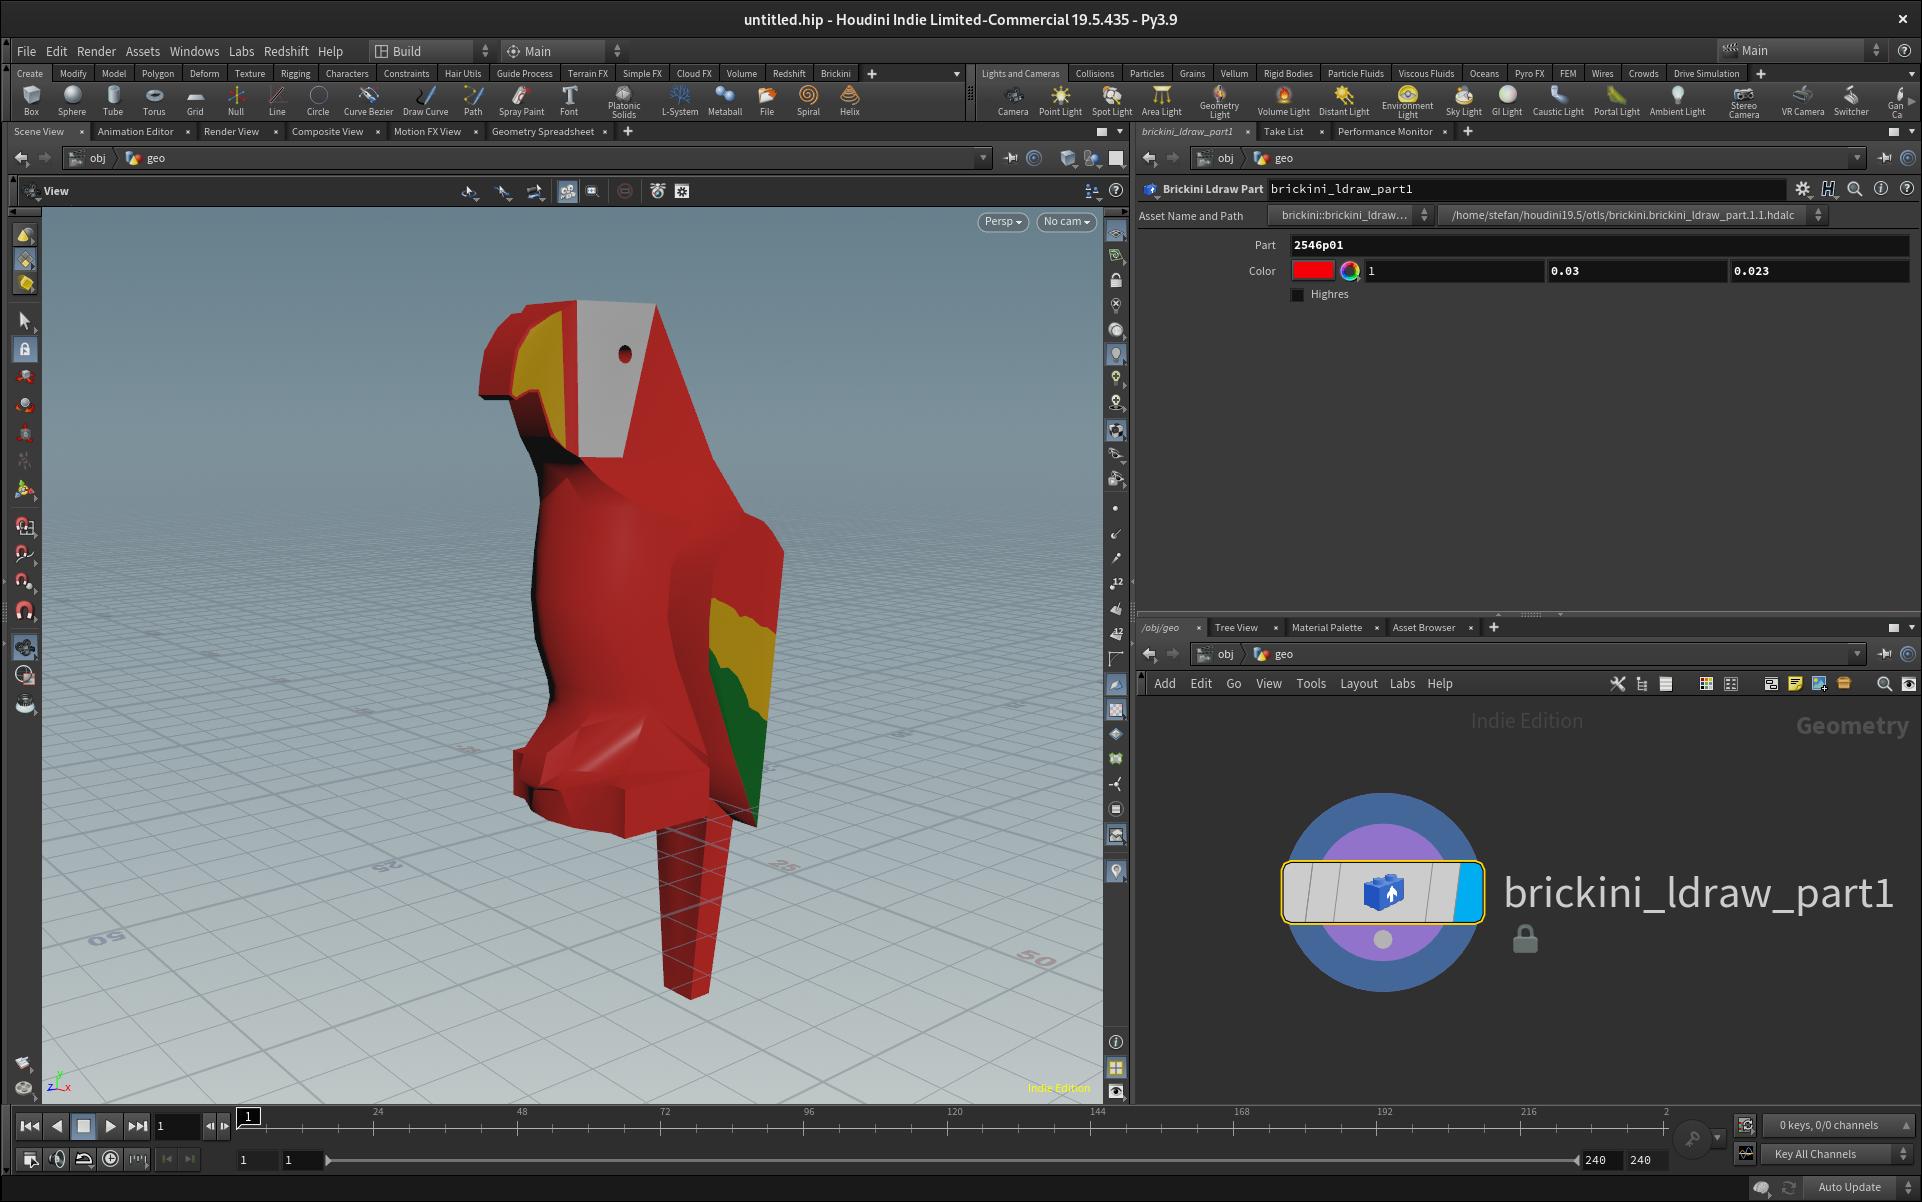 untitled.hip - Houdini Indie Limited-Commercial 19.5.435 - Py3.9
File Edit Render Assets Windows Labs Redshift Help Build Main Main
Create Modify Model Polygon Deform Texture Rigging Characters Constraints Hair Utils Guide Process Terrain FX Simple FX Cloud FX Volume Redshift Brickini
Lights and Cameras Collisions Particles Grains Vellum Rigid Bodies Particle Fluids Viscous Fluids Oceans Pyro FX FEM Wires Crowds Drive Simulation
Box Sphere Tube Torus Grid Null Line Circle Curve Bezier Draw Curve Path Spray Paint Font Platonic Solids L-System Metaball File Spiral Helix
Camera Point Light Spot Light Area Light Geometry Light Volume Light Distant Light Environment Light Sky Light GI Light Caustic Light Portal Light Ambient Light Stereo Camera VR Camera Switcher Gan Ca
Scene View Animation Editor Render View Composite View Motion FX View Geometry Spreadsheet
brickini_ldraw_part1 Take List Performance Monitor
obj geo
obj geo
View
Brickini Ldraw Part brickini_ldraw_part1
Asset Name and Path brickini::brickini_ldraw... /home/stefan/houdini19.5/otls/brickini.brickini_ldraw_part.1.1.hdalc
Persp No cam
Part 2546p01
Color 1 0.03 0.023
Highres
12
12
/obj/geo Tree View Material Palette Asset Browser
obj geo
Add Edit Go View Tools Layout Labs Help
Indie Edition Geometry
brickini_ldraw_part1
25
25
50
50
y
z x
Indie Edition
1 1 24 48 72 96 120 144 168 192 216 2
0 keys, 0/0 channels
1 1 240 240
Key All Channels
Auto Update